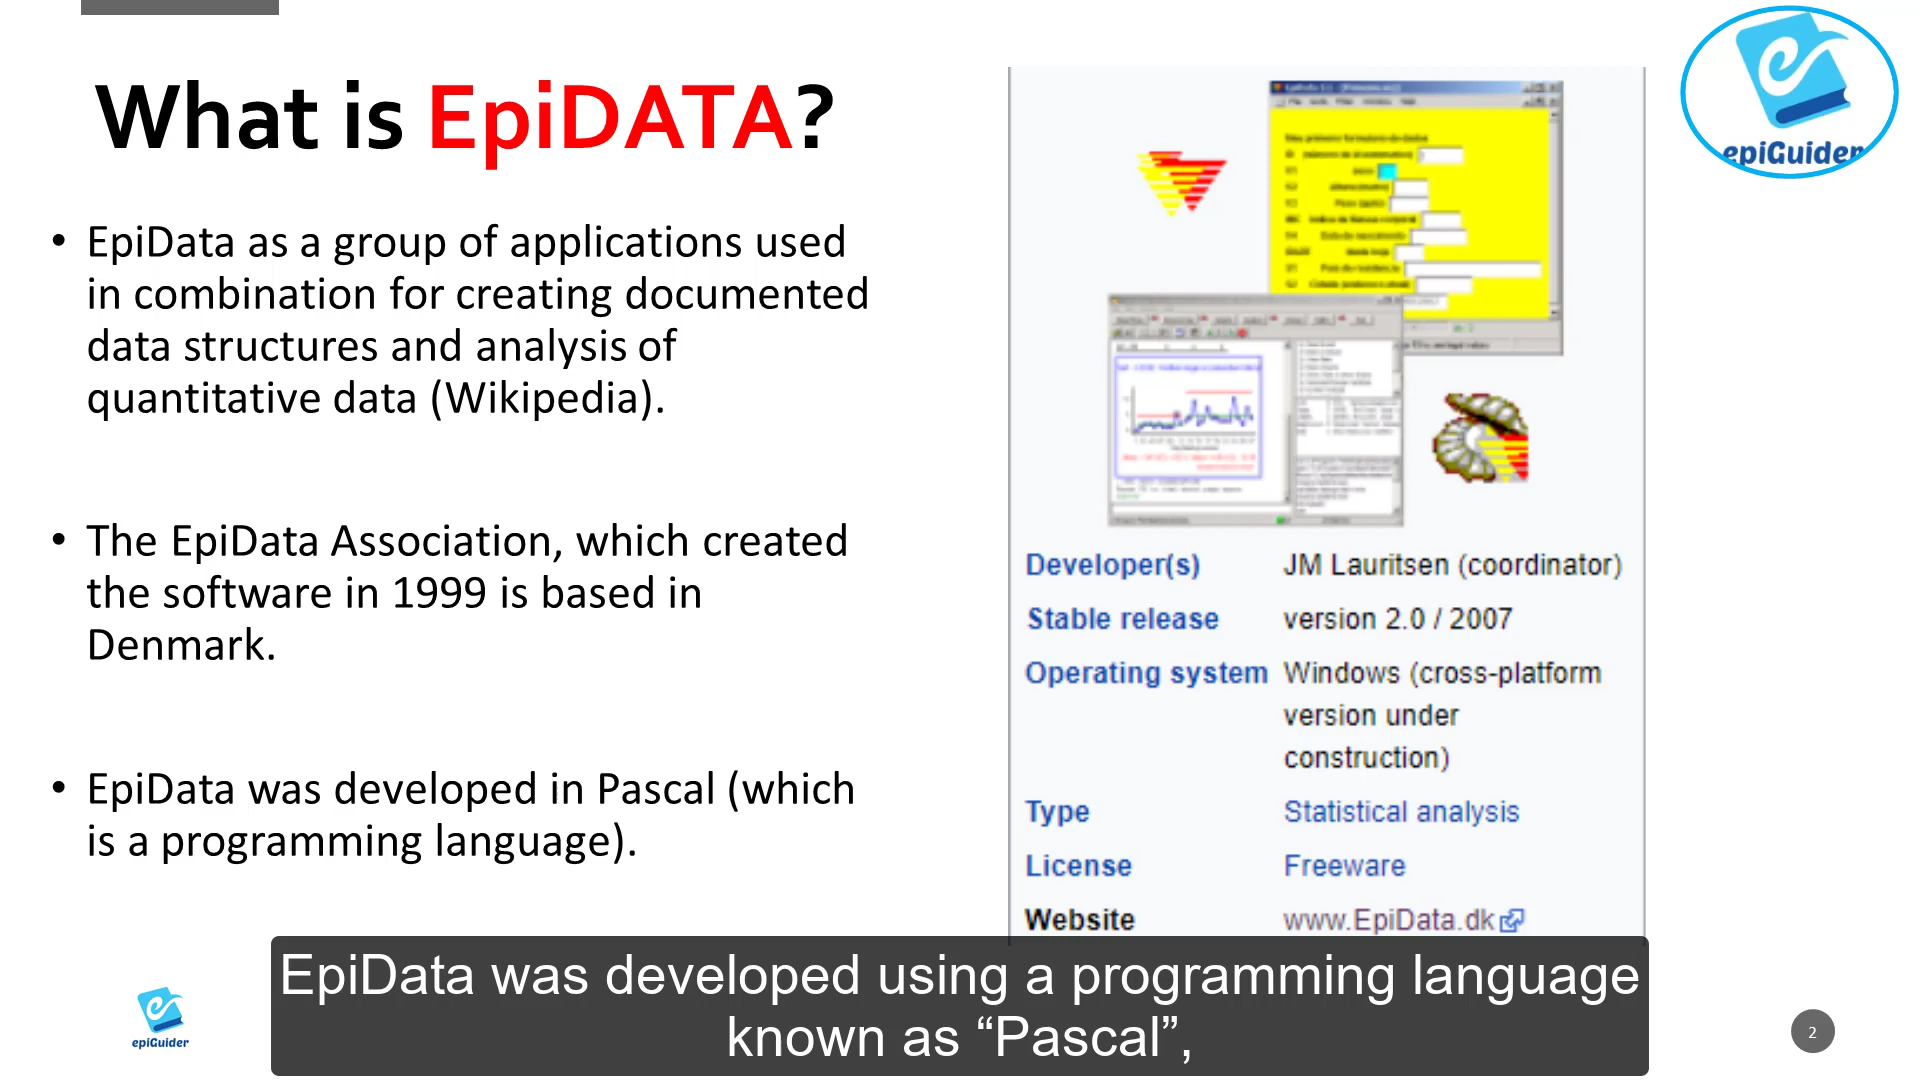 What is EpiDATA?
epiGuider
• EpiData as a group of applications used
in combination for creating documented
data structures and analysis of
quantitative data (Wikipedia).
• The EpiData Association, which created
the software in 1999 is based in
Denmark.
• EpiData was developed in Pascal (which
is a programming language).
Developer(s) JM Lauritsen (coordinator)
Stable release version 2.0 / 2007
Operating system Windows (cross-platform
version under
construction)
Type Statistical analysis
License Freeware
Website www.EpiData.dk
EpiData was developed using a programming language
known as “Pascal”,
epiGuider
2